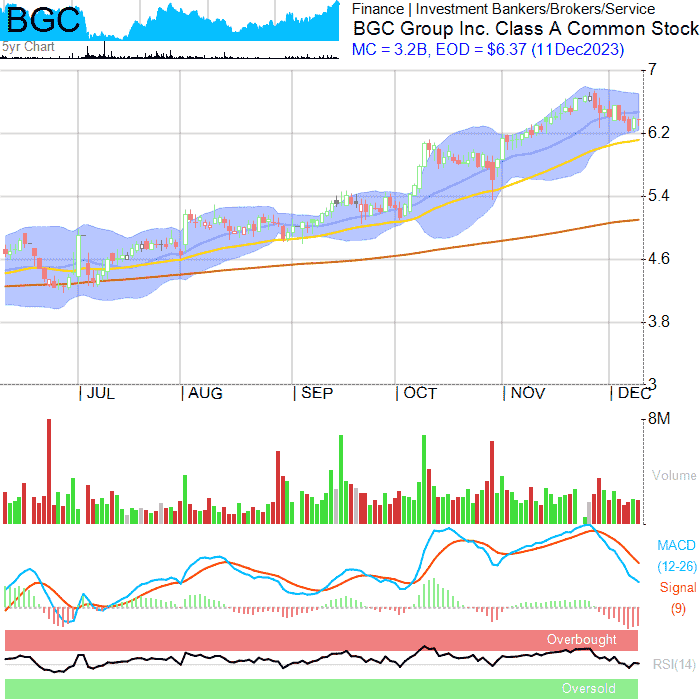 BGC
5yr Chart
Finance | Investment Bankers/Brokers/Service
BGC Group Inc. Class A Common Stock
MC = 3.2B, EOD = $6.37 (11Dec2023)
7
6.2
5.4
4.6
3.8
3
JUL AUG SEP OCT NOV DEC
8M
Volume
MACD
(12-26)
Signal
(9)
Overbought
RSI(14)
Oversold